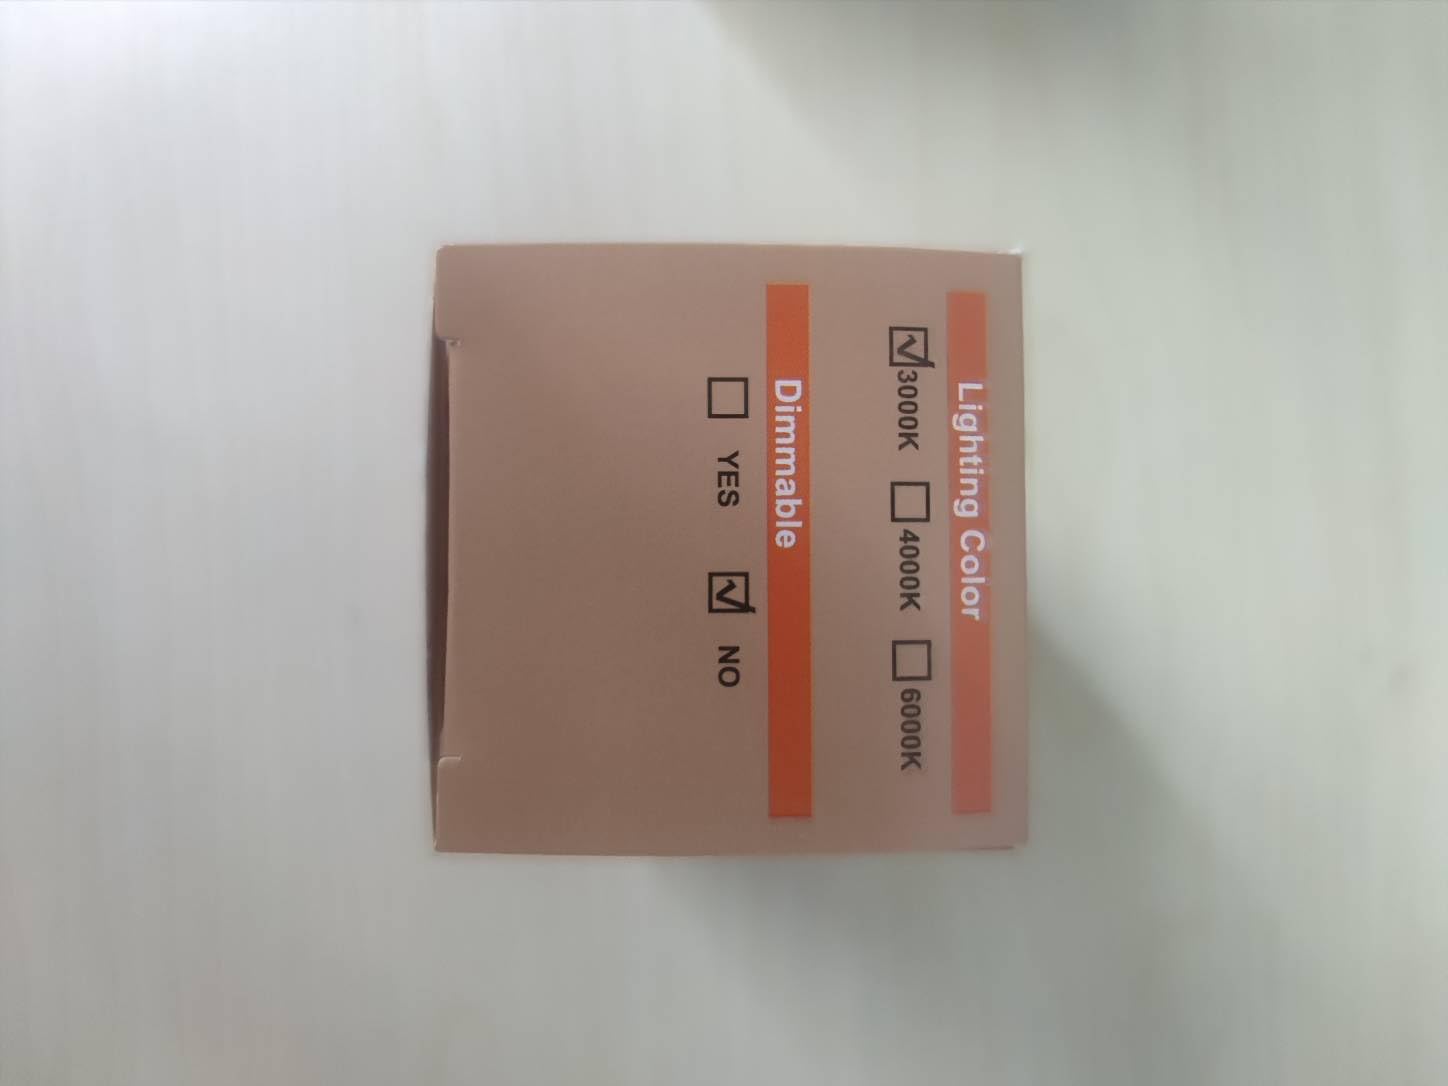 Lighting Color
☑3000K ☐4000K ☐6000K
Dimmable
☐ YES ☑ NO